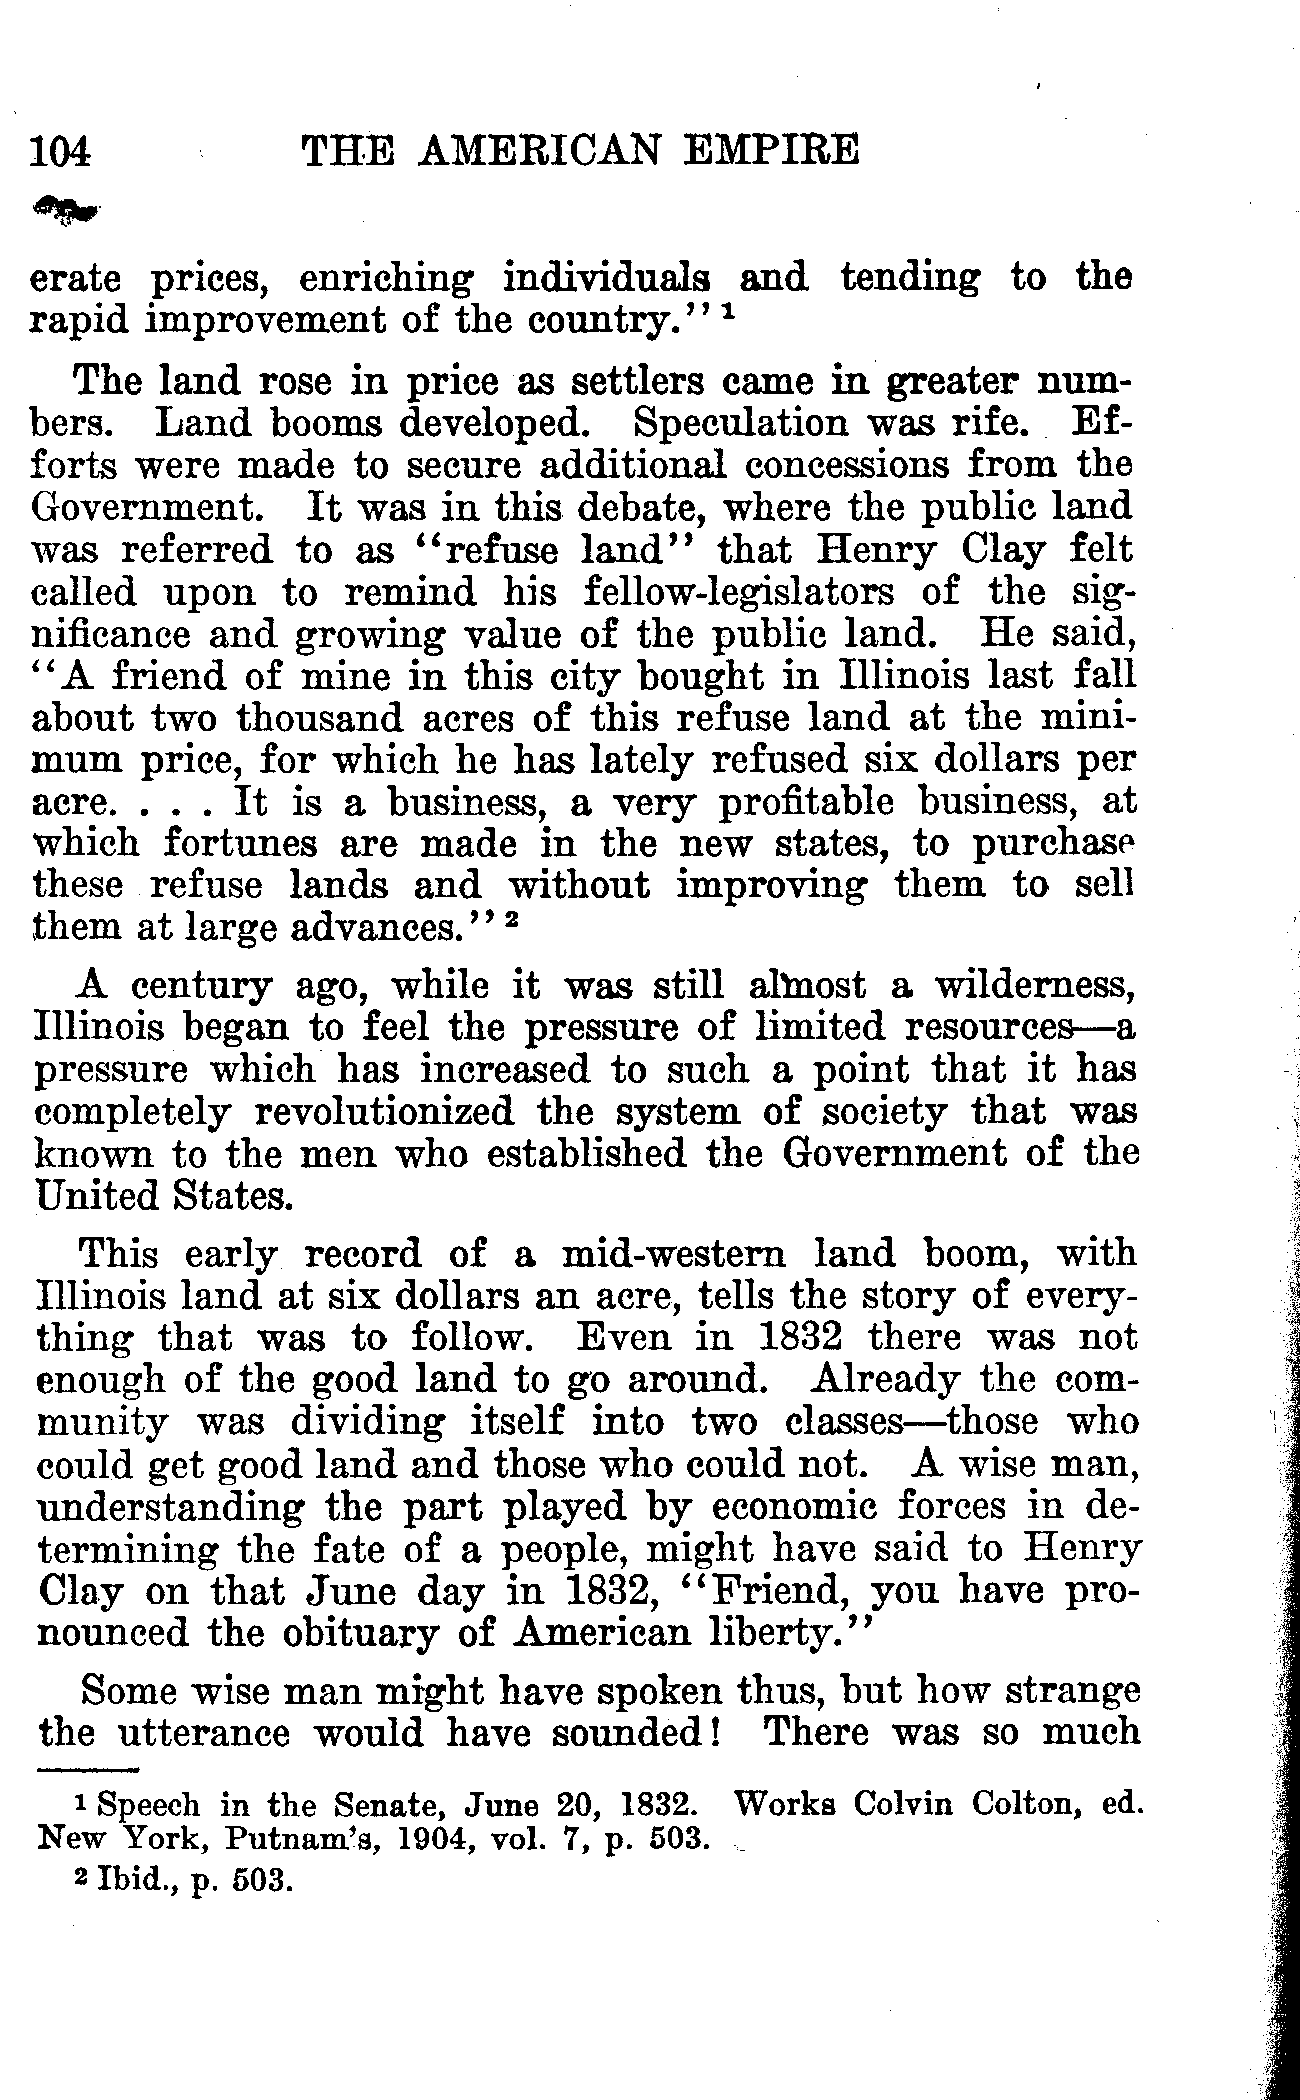 104 THE AMERICAN EMPIRE
erate prices, enriching individuals and tending to the
rapid improvement of the country." 1
The land rose in price as settlers came in greater num-
bers. Land booms developed. Speculation was rife. Ef-
forts were made to secure additional concessions from the
Government. It was in this debate, where the public land
was referred to as "refuse land" that Henry Clay felt
called upon to remind his fellow-legislators of the sig-
nificance and growing value of the public land. He said,
"A friend of mine in this city bought in Illinois last fall
about two thousand acres of this refuse land at the mini-
mum price, for which he has lately refused six dollars per
acre. . . . It is a business, a very profitable business, at
which fortunes are made in the new states, to purchase
these refuse lands and without improving them to sell
them at large advances." 2
A century ago, while it was still almost a wilderness,
Illinois began to feel the pressure of limited resources—a
pressure which has increased to such a point that it has
completely revolutionized the system of society that was
known to the men who established the Government of the
United States.
This early record of a mid-western land boom, with
Illinois land at six dollars an acre, tells the story of every-
thing that was to follow. Even in 1832 there was not
enough of the good land to go around. Already the com-
munity was dividing itself into two classes—those who
could get good land and those who could not. A wise man,
understanding the part played by economic forces in de-
termining the fate of a people, might have said to Henry
Clay on that June day in 1832, "Friend, you have pro-
nounced the obituary of American liberty."
Some wise man might have spoken thus, but how strange
the utterance would have sounded! There was so much
1 Speech in the Senate, June 20, 1832. Works Colvin Colton, ed.
New York, Putnam's, 1904, vol. 7, p. 503.
2 Ibid., p. 503.